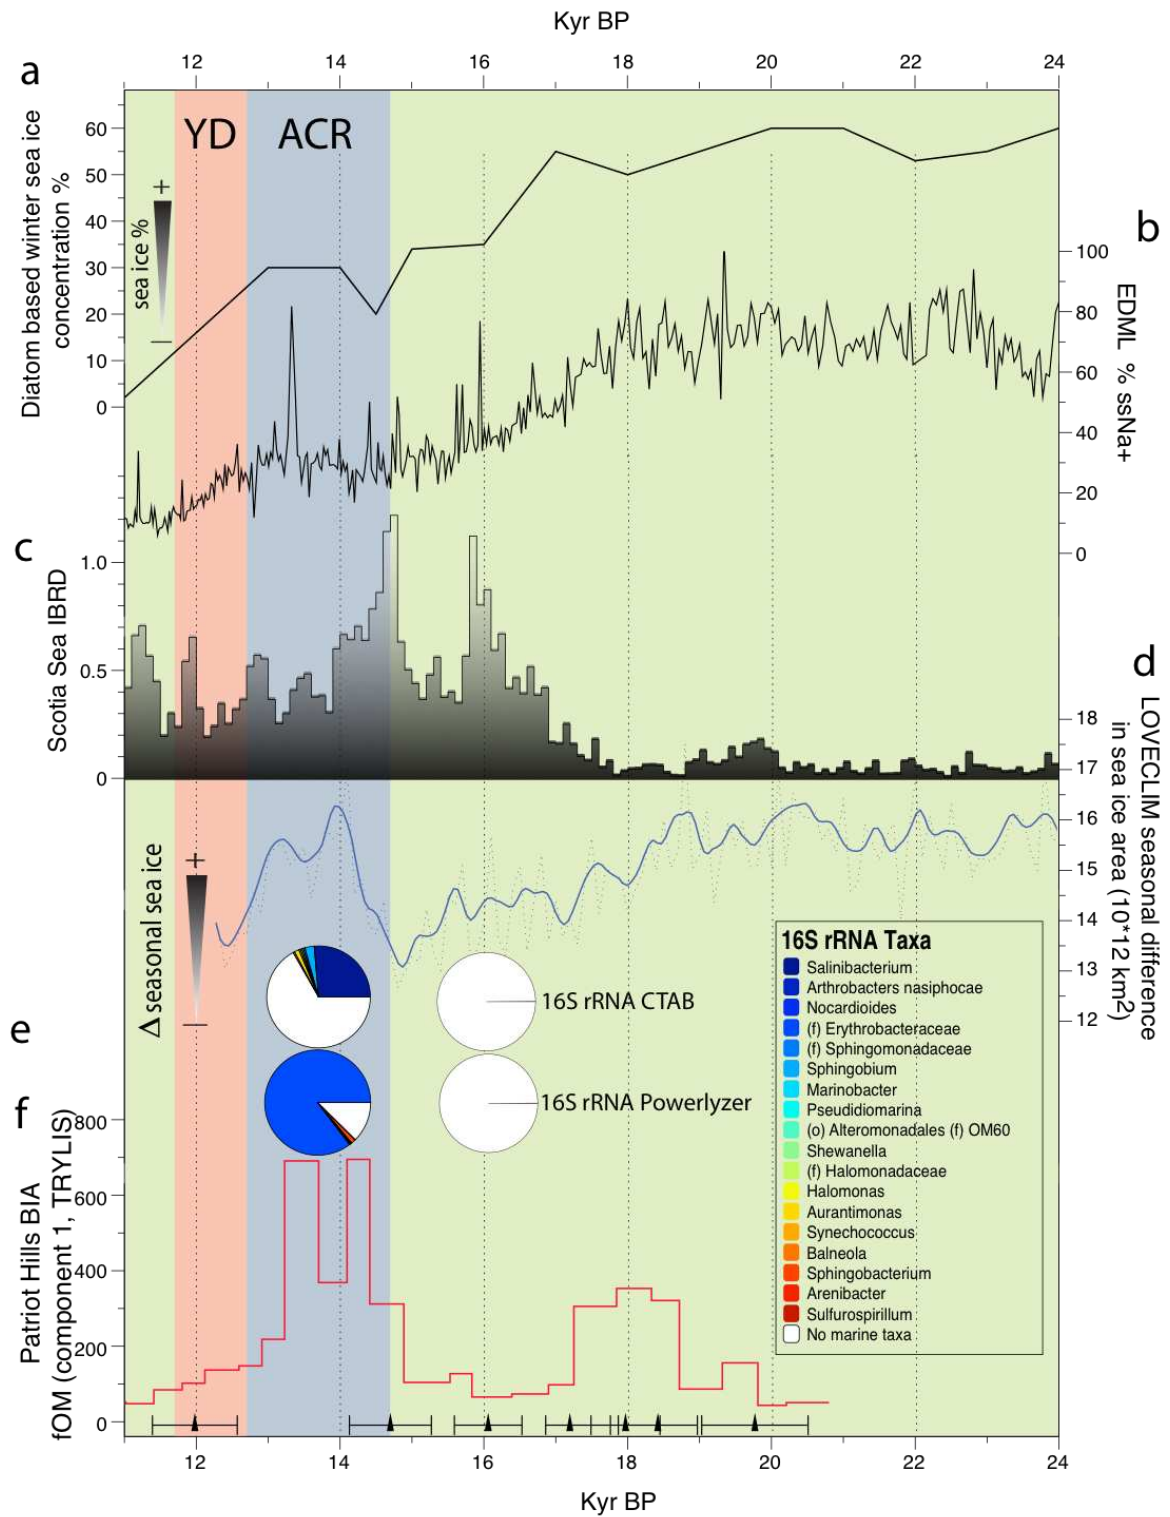 Kyr BP
12 14 16 18 20 22 24
a
YD ACR
Diatom based winter sea ice
concentration %
60
50
40
30
20
10
0
+
sea ice %
—
b
EDML % ssNa+
100
80
60
40
20
0
c
Scotia Sea IBRD
1.0
0.5
0
d
LOVECLIM seasonal difference
in sea ice area (10*12 km2)
18
17
16
15
14
13
12
+
Δ seasonal sea ice
—
e
16S rRNA CTAB
16S rRNA Powerlyzer
16S rRNA Taxa
Salinibacterium
Arthrobacters nasiphocae
Nocardioides
(f) Erythrobacteraceae
(f) Sphingomonadaceae
Sphingobium
Marinobacter
Pseudidiomarina
(o) Alteromonadales (f) OM60
Shewanella
(f) Halomonadaceae
Halomonas
Aurantimonas
Synechococcus
Balneola
Sphingobacterium
Arenibacter
Sulfurospirillum
No marine taxa
f
Patriot Hills BIA
fOM (component 1, TRYLIS)
800
600
400
200
0
12 14 16 18 20 22 24
Kyr BP